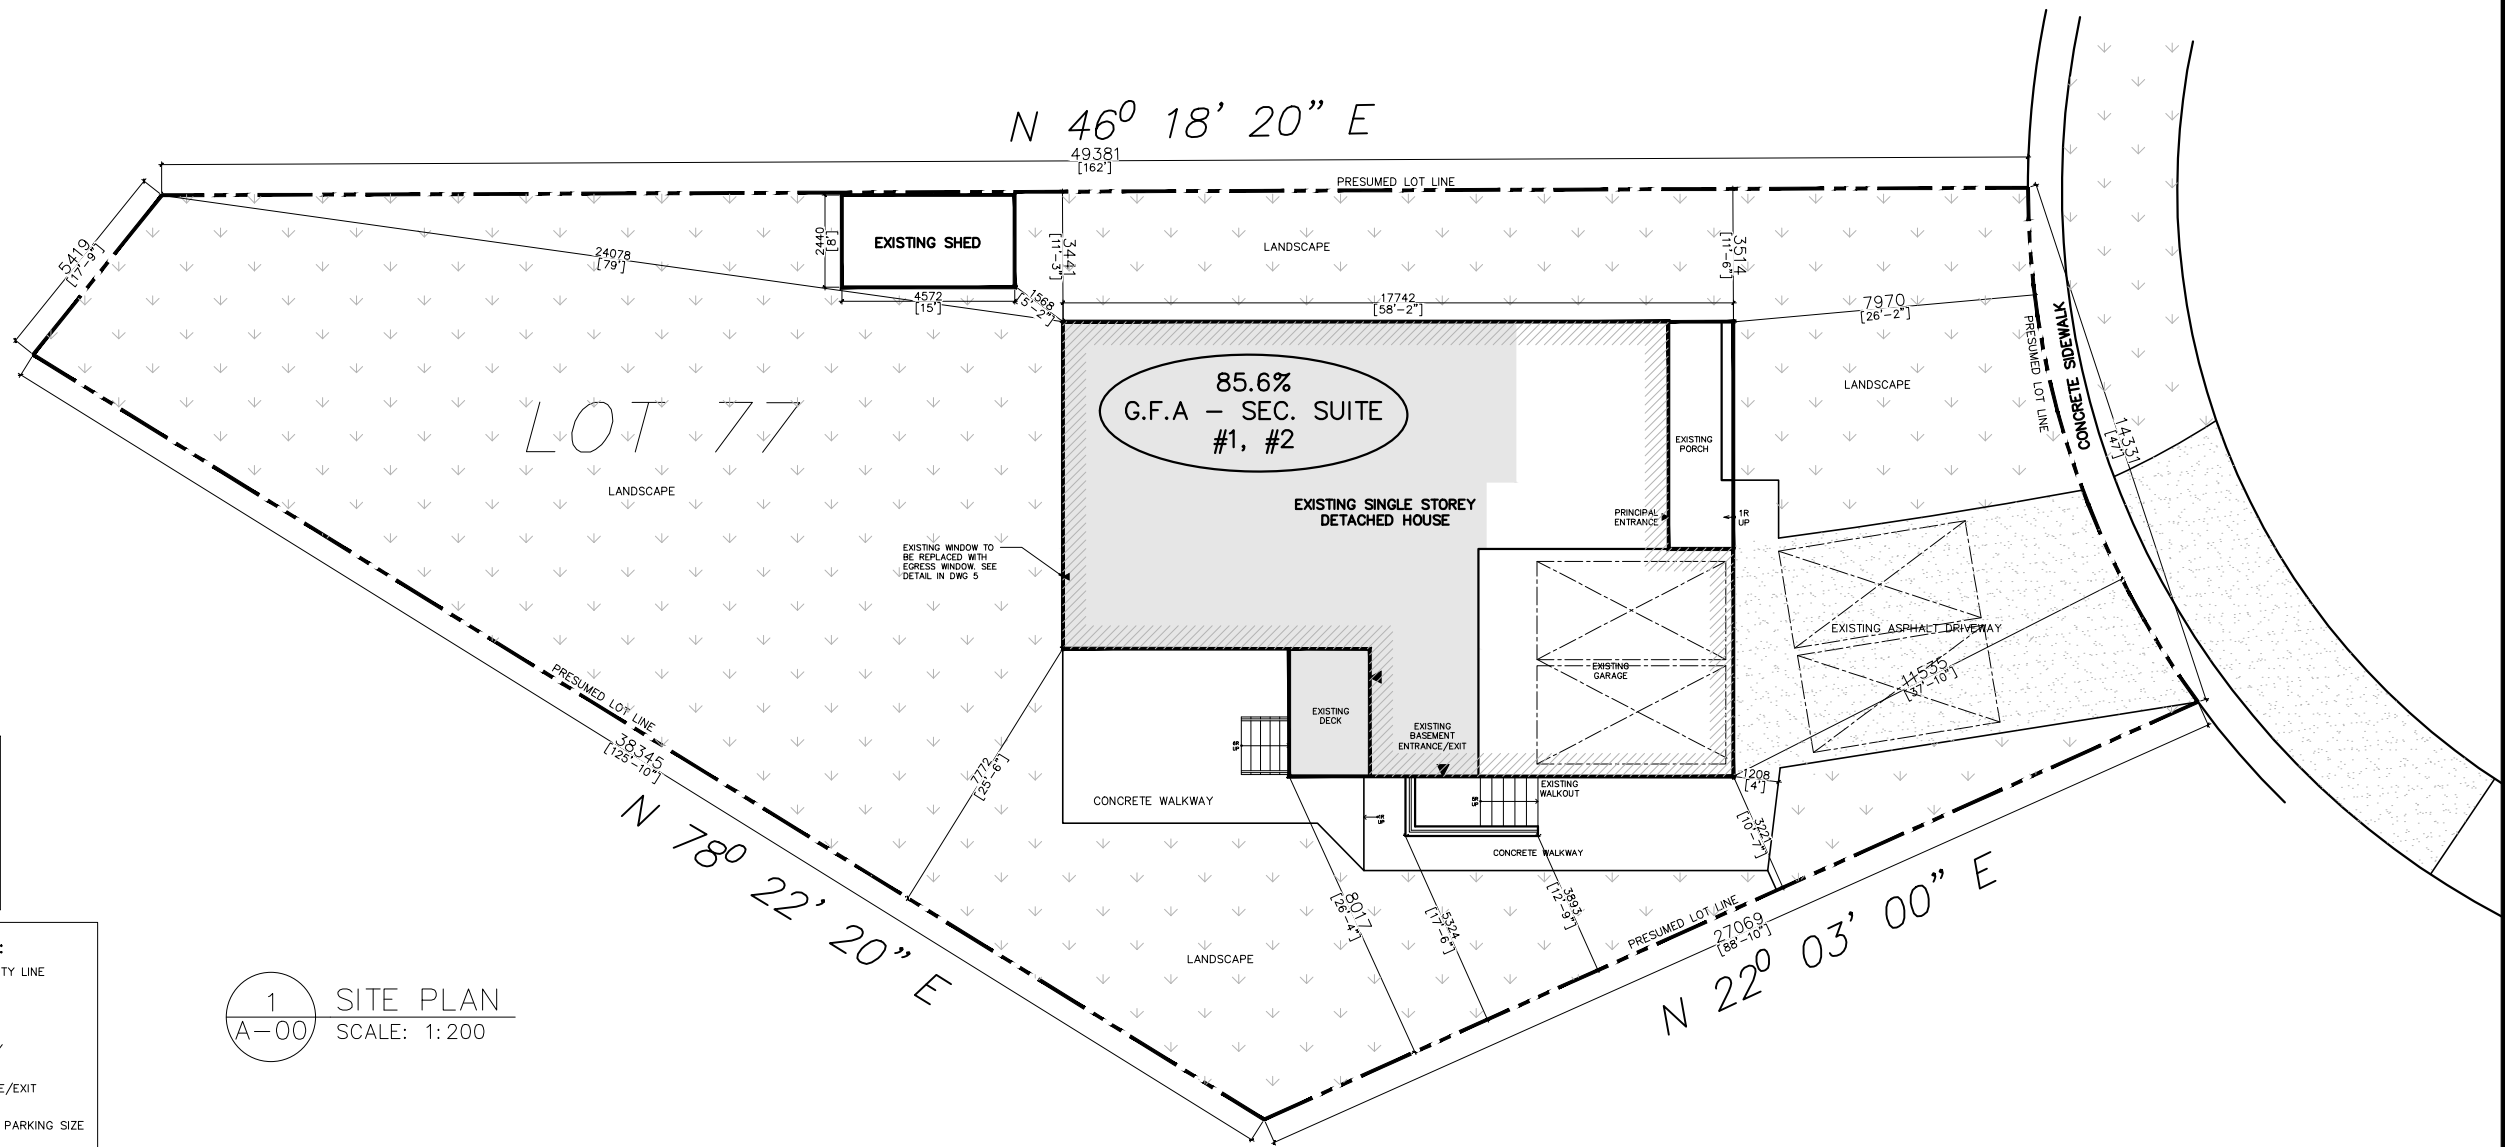 N 46⁰ 18' 20" E
49381
[162']
PRESUMED LOT LINE
5419
[17'-9"]
24078
[79']
2440
[8']
EXISTING SHED
4572
[15']
1568
5'-2"]
3441
[11'-3"]
LANDSCAPE
3514
[11'-6"]
17742
[58'-2"]
7970
[26'-2"]
PRESUMED LOT LINE
CONCRETE SIDEWALK
14331
[47']
LANDSCAPE
85.6%
G.F.A - SEC. SUITE
#1, #2
LOT 77
LANDSCAPE
EXISTING
PORCH
EXISTING SINGLE STOREY
DETACHED HOUSE
PRINCIPAL
ENTRANCE
1R
UP
EXISTING WINDOW TO
BE REPLACED WITH
EGRESS WINDOW. SEE
DETAIL IN DWG 5
EXISTING ASPHALT DRIVEWAY
11535
[37'-10"]
EXISTING
GARAGE
EXISTING
DECK
EXISTING
BASEMENT
ENTRANCE/EXIT
PRESUMED LOT LINE
38345
[125'-10"]
7772
[25'-6"]
6R
UP
CONCRETE WALKWAY
8R
UP
EXISTING
WALKOUT
1208
[4']
1R
UP
3221
[10'-7"]
CONCRETE WALKWAY
N 78⁰ 22' 20" E
8017
[26'-4"]
5324
[17'-6"]
3893
[12'-9"]
PRESUMED LOT LINE
27069
[88'-10"]
N 22⁰ 03' 00" E
LANDSCAPE
:
TY LINE
1
A-00
SITE PLAN
SCALE: 1:200
E/EXIT
PARKING SIZE